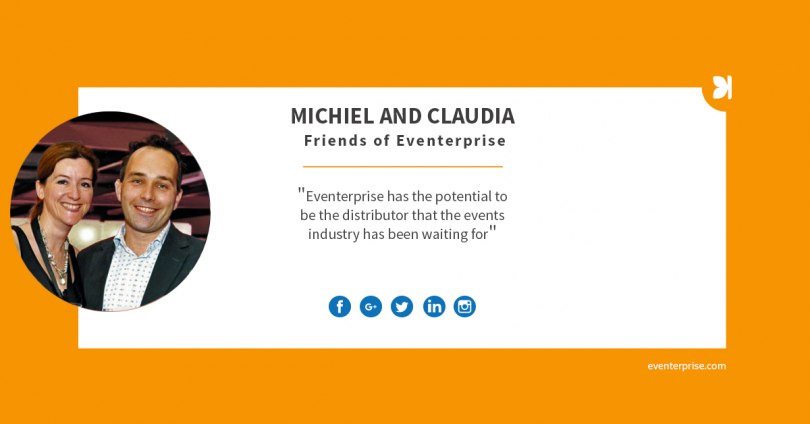 MICHIEL AND CLAUDIA
Friends of Eventerprise
"Eventerprise has the potential to
be the distributor that the events
industry has been waiting for"
f G+ in
eventerprise.com